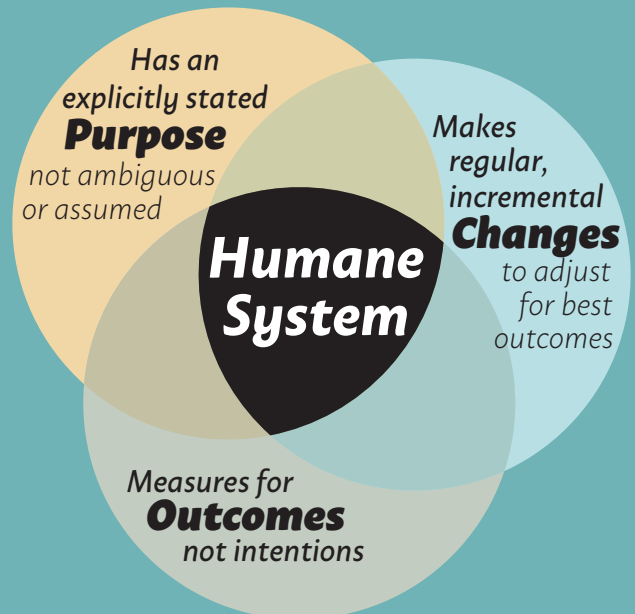 Has an
explicitly stated
Purpose
not ambiguous
or assumed
Makes
regular,
incremental
Changes
to adjust
for best
outcomes
Humane
System
Measures for
Outcomes
not intentions